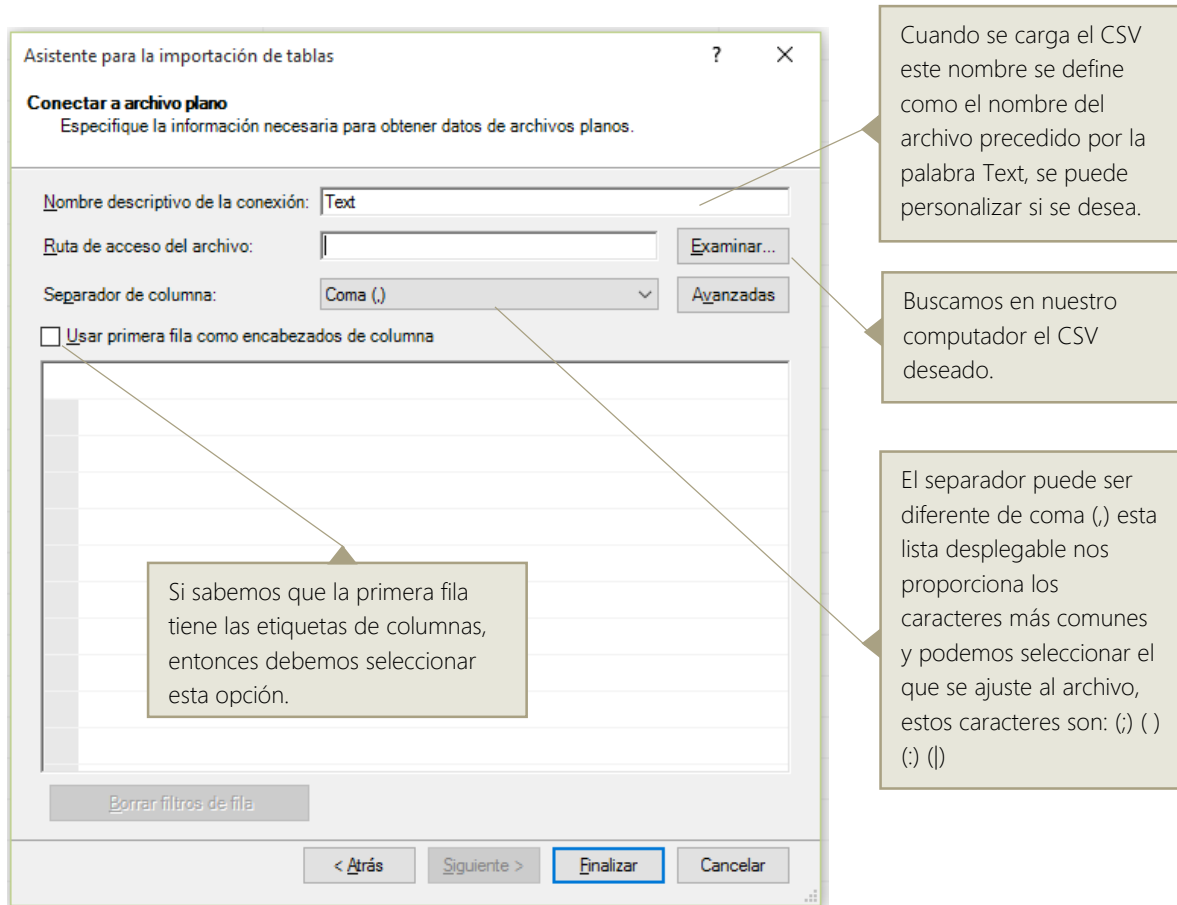 Asistente para la importación de tablas
?
Conectar a archivo plano
Especifique la información necesaria para obtener datos de archivos planos.
Nombre descriptivo de la conexión:
Text
Ruta de acceso del archivo:
Examinar...
Separador de columna:
Coma (,)
Avanzadas
Usar primera fila como encabezados de columna
Si sabemos que la primera fila
tiene las etiquetas de columnas,
entonces debemos seleccionar
esta opción.
Borrar filtros de fila
< Atrás
Siguiente >
Finalizar
Cancelar
Cuando se carga el CSV
este nombre se define
como el nombre del
archivo precedido por la
palabra Text, se puede
personalizar si se desea.
Buscamos en nuestro
computador el CSV
deseado.
El separador puede ser
diferente de coma (,) esta
lista desplegable nos
proporciona los
caracteres más comunes
y podemos seleccionar el
que se ajuste al archivo,
estos caracteres son: (;) ( )
(:) (|)